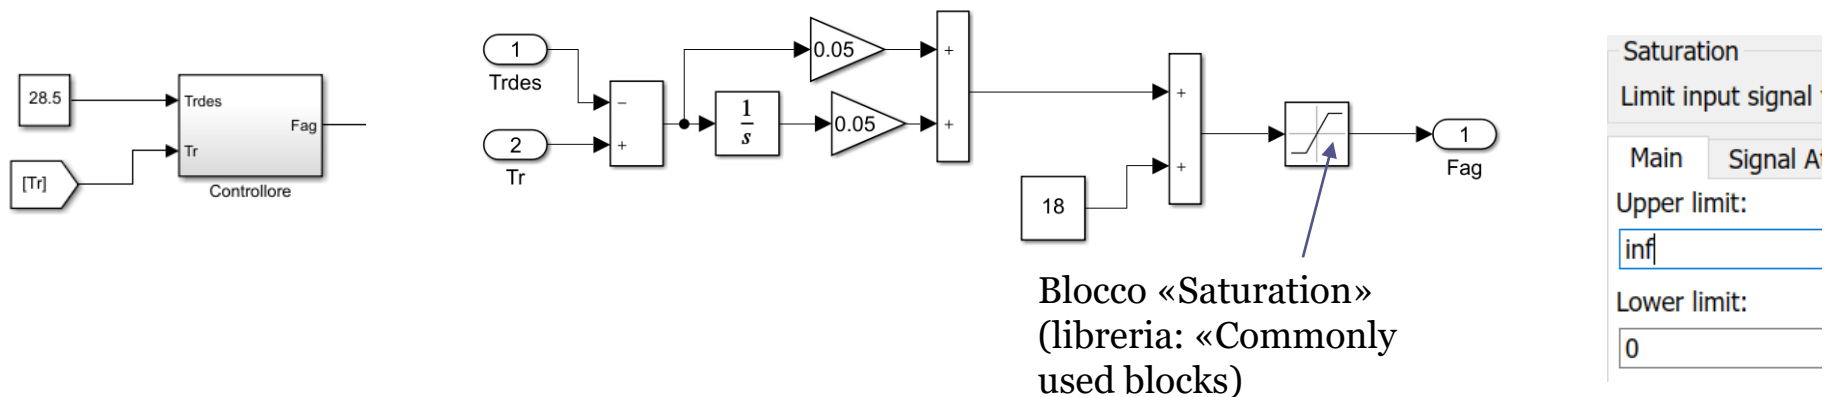 28.5
[Tr]
Trdes
Tr
Fag
Controllore
1
Trdes
2
Tr
−
+
1
s
0.05
0.05
+
+
18
+
+
1
Fag
Blocco «Saturation»
(libreria: «Commonly
used blocks)
Saturation
Limit input signal
Main
Signal
Upper limit:
inf
Lower limit:
0